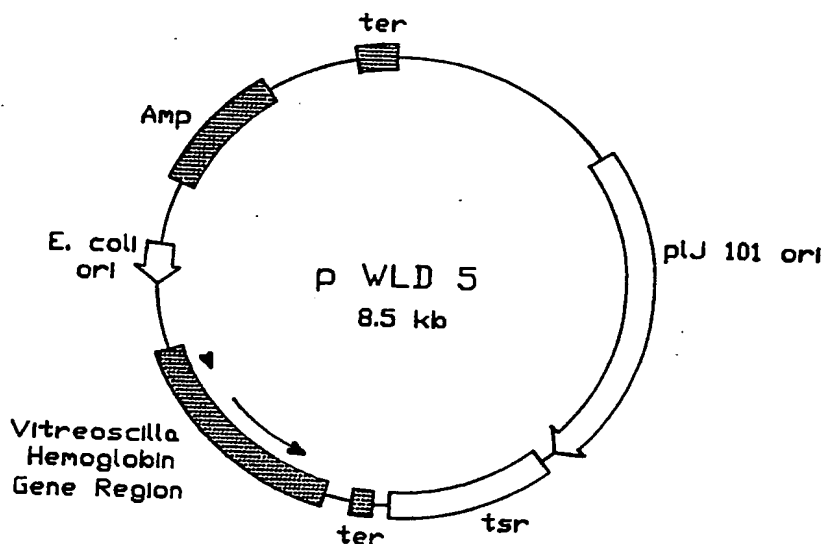 ter
Amp
E. coli
ori
p WLD 5
8.5 kb
pIJ 101 ori
Vitreoscilla
Hemoglobin
Gene Region
ter
tsr